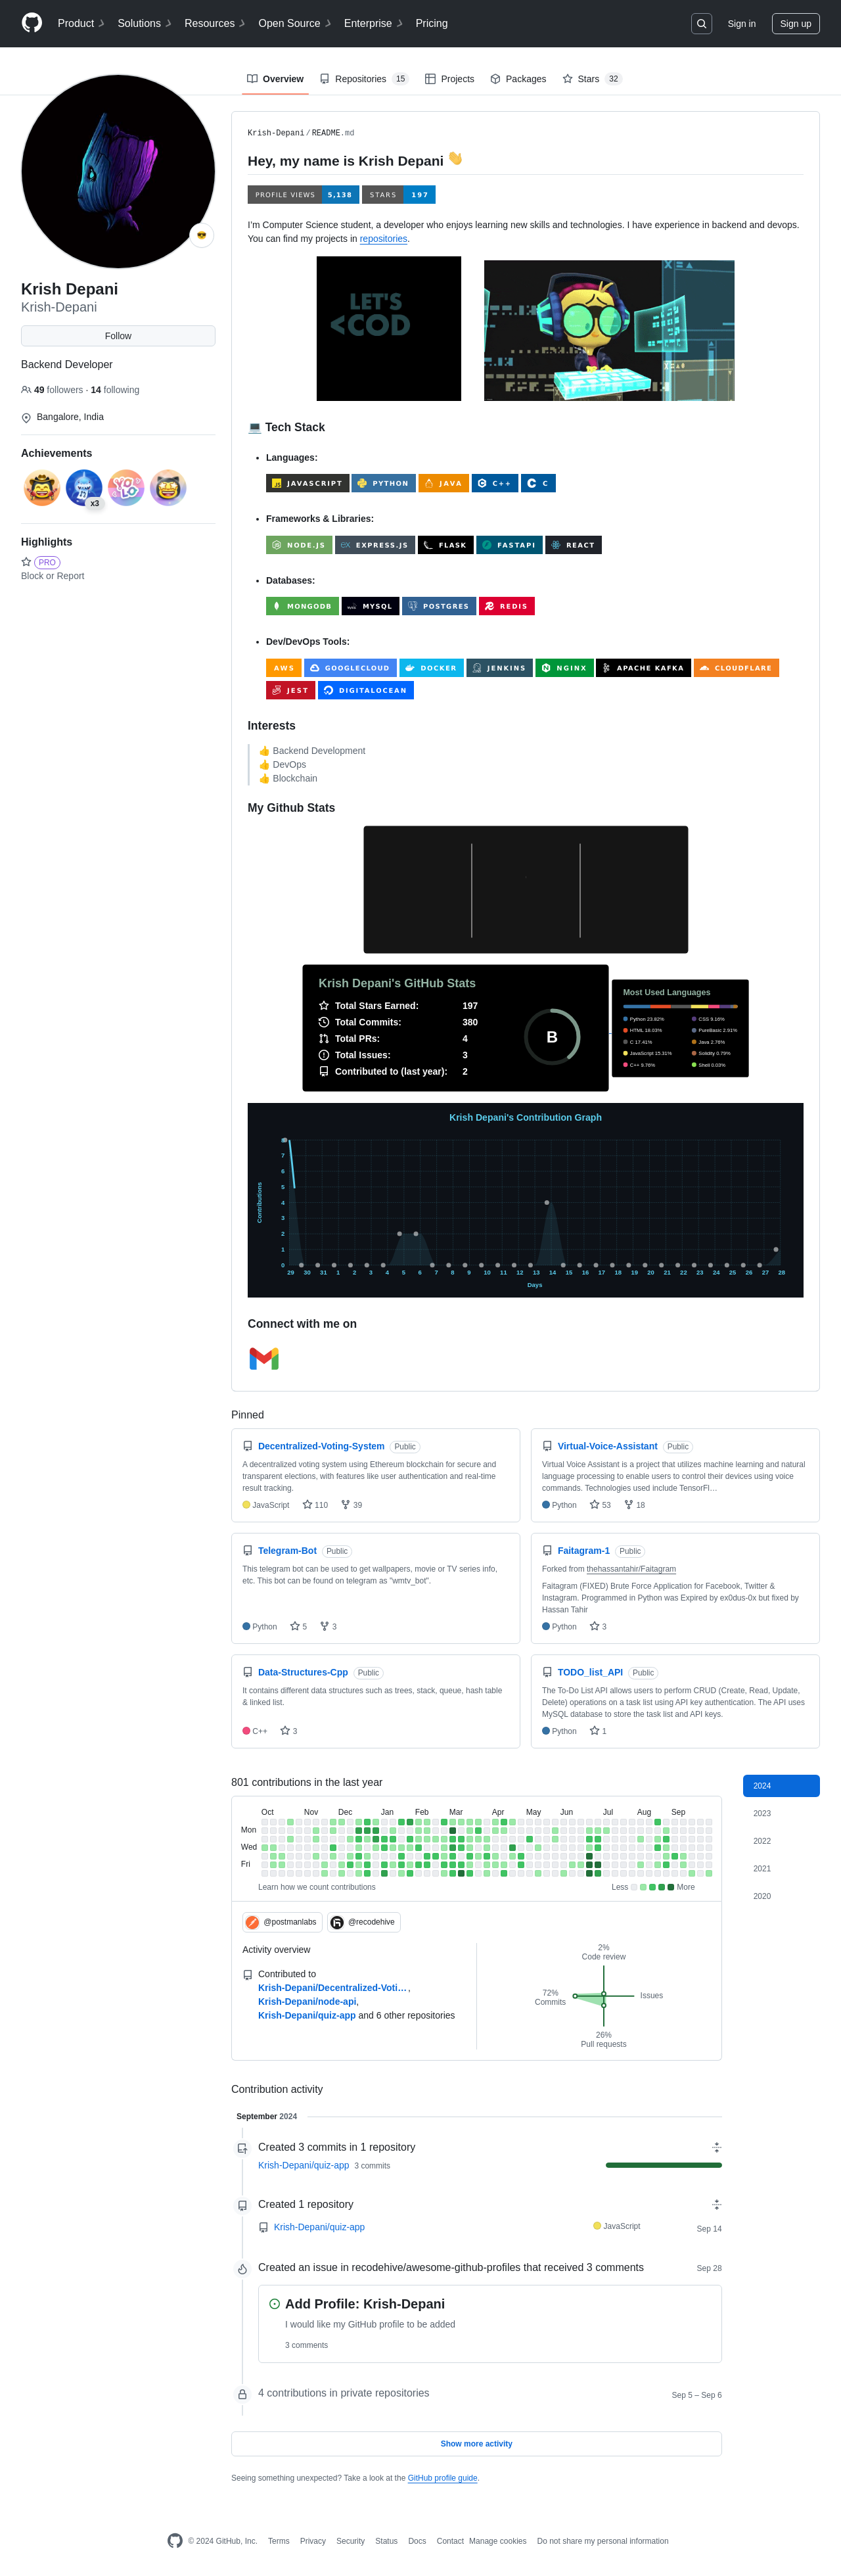 Product Solutions Resources Open Source Enterprise Pricing Sign in Sign up
Overview Repositories 15 Projects Packages Stars 32
Krish Depani
Krish-Depani
Follow
Backend Developer
49 followers · 14 following
Bangalore, India
Achievements
x3
Highlights
PRO
Block or Report
Krish-Depani/README.md
Hey, my name is Krish Depani 👋
PROFILE VIEWS 5,138 STARS 197
I'm Computer Science student, a developer who enjoys learning new skills and technologies. I have experience in backend and devops.
You can find my projects in repositories.
LET'S
<COD
💻 Tech Stack
• Languages:
JAVASCRIPT PYTHON JAVA C++ C
• Frameworks & Libraries:
NODE.JS EXPRESS.JS FLASK FASTAPI REACT
• Databases:
MONGODB MYSQL POSTGRES REDIS
• Dev/DevOps Tools:
AWS GOOGLECLOUD DOCKER JENKINS NGINX APACHE KAFKA CLOUDFLARE
JEST DIGITALOCEAN
Interests
👍 Backend Development
👍 DevOps
👍 Blockchain
My Github Stats
Krish Depani's GitHub Stats
Total Stars Earned: 197
Total Commits: 380
Total PRs: 4
Total Issues: 3
Contributed to (last year): 2
B
Most Used Languages
Python 23.82% CSS 9.16%
HTML 18.03% PureBasic 2.91%
C 17.41% Java 2.76%
JavaScript 15.31% Solidity 0.79%
C++ 9.76% Shell 0.03%
Krish Depani's Contribution Graph
8
7
6
5
4
3
2
1
0
Contributions
29 30 31 1 2 3 4 5 6 7 8 9 10 11 12 13 14 15 16 17 18 19 20 21 22 23 24 25 26 27 28
Days
Connect with me on
Pinned
Decentralized-Voting-System Public
A decentralized voting system using Ethereum blockchain for secure and
transparent elections, with features like user authentication and real-time
result tracking.
JavaScript 110 39
Virtual-Voice-Assistant Public
Virtual Voice Assistant is a project that utilizes machine learning and natural
language processing to enable users to control their devices using voice
commands. Technologies used include TensorFl…
Python 53 18
Telegram-Bot Public
This telegram bot can be used to get wallpapers, movie or TV series info,
etc. This bot can be found on telegram as "wmtv_bot".
Python 5 3
Faitagram-1 Public
Forked from thehassantahir/Faitagram
Faitagram (FIXED) Brute Force Application for Facebook, Twitter &
Instagram. Programmed in Python was Expired by ex0dus-0x but fixed by
Hassan Tahir
Python 3
Data-Structures-Cpp Public
It contains different data structures such as trees, stack, queue, hash table
& linked list.
C++ 3
TODO_list_API Public
The To-Do List API allows users to perform CRUD (Create, Read, Update,
Delete) operations on a task list using API key authentication. The API uses
MySQL database to store the task list and API keys.
Python 1
801 contributions in the last year
Oct Nov Dec Jan Feb Mar Apr May Jun Jul Aug Sep
Mon
Wed
Fri
Learn how we count contributions Less More
2024
2023
2022
2021
2020
@postmanlabs @recodehive
Activity overview
Contributed to
Krish-Depani/Decentralized-Voti…,
Krish-Depani/node-api,
Krish-Depani/quiz-app and 6 other repositories
2%
Code review
72%
Commits
Issues
26%
Pull requests
Contribution activity
September 2024
Created 3 commits in 1 repository
Krish-Depani/quiz-app 3 commits
Created 1 repository
Krish-Depani/quiz-app JavaScript Sep 14
Created an issue in recodehive/awesome-github-profiles that received 3 comments Sep 28
Add Profile: Krish-Depani
I would like my GitHub profile to be added
3 comments
4 contributions in private repositories Sep 5 – Sep 6
Show more activity
Seeing something unexpected? Take a look at the GitHub profile guide.
© 2024 GitHub, Inc. Terms Privacy Security Status Docs Contact Manage cookies Do not share my personal information